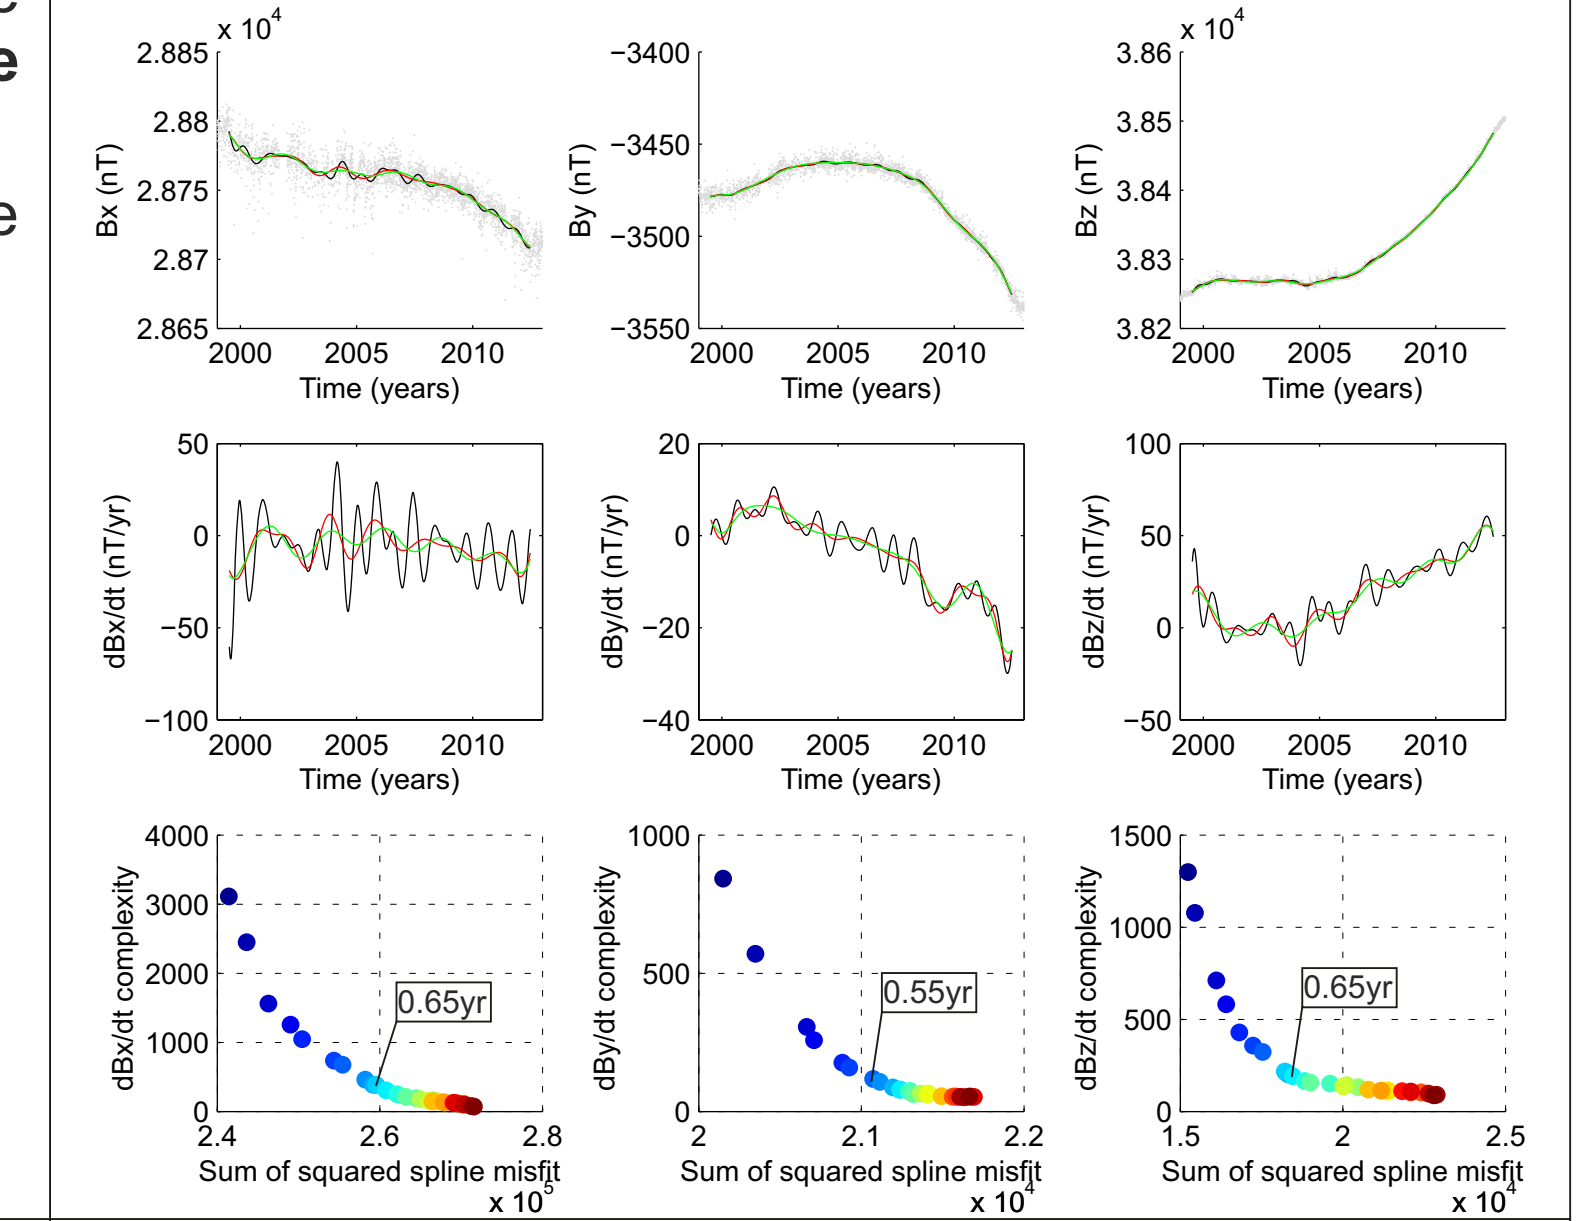 e
e
e
x 10^4
2.885
2.88
2.875
2.87
2.865
Bx (nT)
2000 2005 2010
Time (years)
−3400
−3450
−3500
−3550
By (nT)
2000 2005 2010
Time (years)
x 10^4
3.86
3.85
3.84
3.83
3.82
Bz (nT)
2000 2005 2010
Time (years)
50
0
−50
−100
dBx/dt (nT/yr)
2000 2005 2010
Time (years)
20
0
−20
−40
dBy/dt (nT/yr)
2000 2005 2010
Time (years)
100
50
0
−50
dBz/dt (nT/yr)
2000 2005 2010
Time (years)
4000
3000
2000
1000
0
dBx/dt complexity
0.65yr
2.4 2.6 2.8
Sum of squared spline misfit
x 10^5
1000
500
0
dBy/dt complexity
0.55yr
2 2.1 2.2
Sum of squared spline misfit
x 10^4
1500
1000
500
0
dBz/dt complexity
0.65yr
1.5 2 2.5
Sum of squared spline misfit
x 10^4